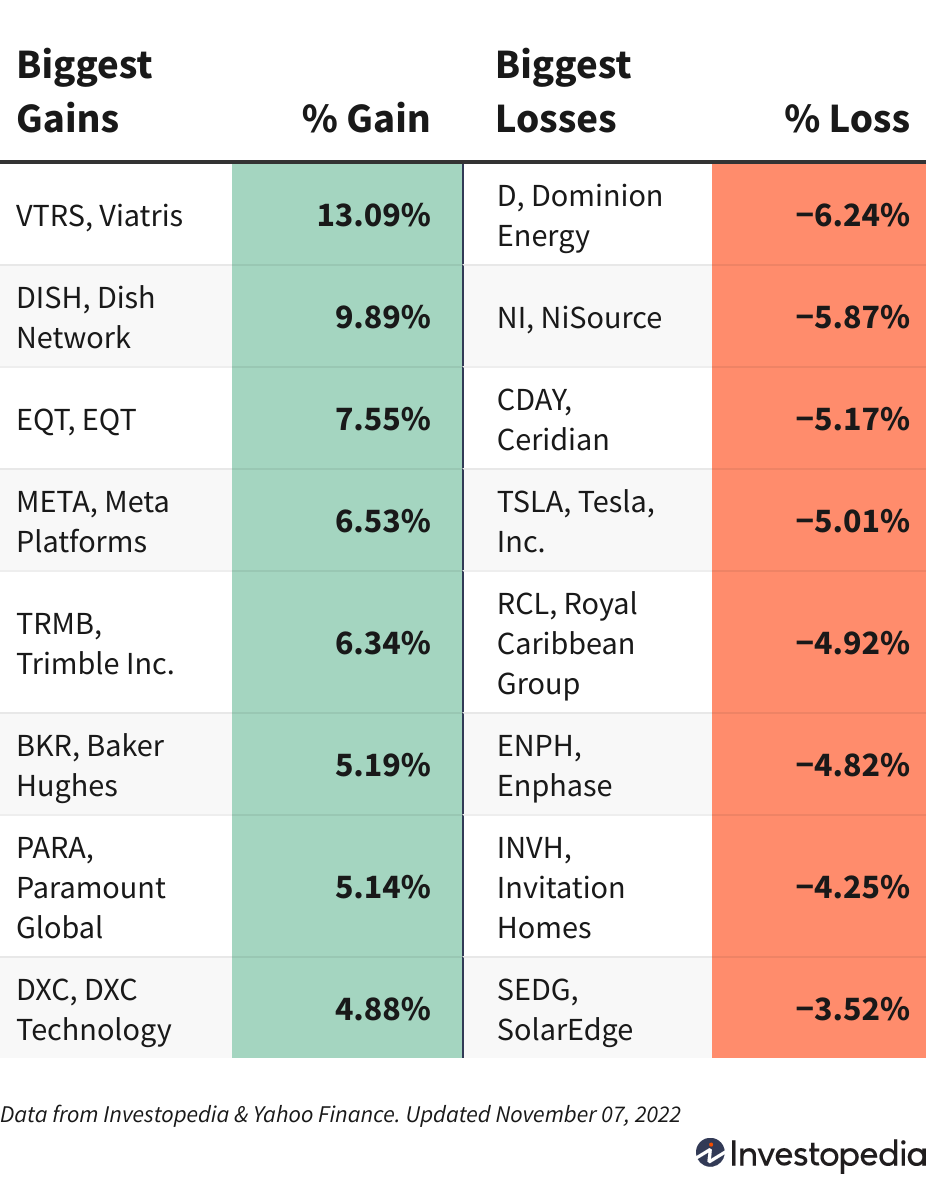 Biggest
Gains
% Gain
Biggest
Losses
% Loss
VTRS, Viatris
13.09%
D, Dominion
Energy
−6.24%
DISH, Dish
Network
9.89%
NI, NiSource
−5.87%
EQT, EQT
7.55%
CDAY,
Ceridian
−5.17%
META, Meta
Platforms
6.53%
TSLA, Tesla,
Inc.
−5.01%
TRMB,
Trimble Inc.
6.34%
RCL, Royal
Caribbean
Group
−4.92%
BKR, Baker
Hughes
5.19%
ENPH,
Enphase
−4.82%
PARA,
Paramount
Global
5.14%
INVH,
Invitation
Homes
−4.25%
DXC, DXC
Technology
4.88%
SEDG,
SolarEdge
−3.52%
Data from Investopedia & Yahoo Finance. Updated November 07, 2022
Investopedia